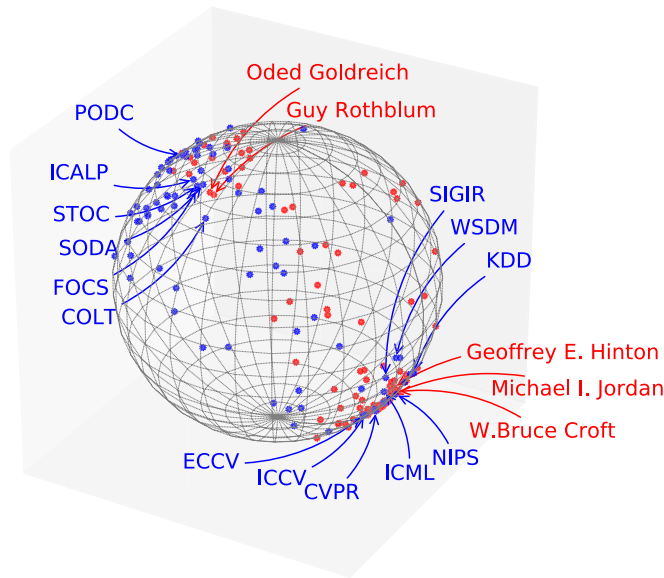 Oded Goldreich
Guy Rothblum
PODC
ICALP
STOC
SODA
FOCS
COLT
SIGIR
WSDM
KDD
Geoffrey E. Hinton
Michael I. Jordan
W.Bruce Croft
ECCV
ICCV
CVPR
ICML
NIPS